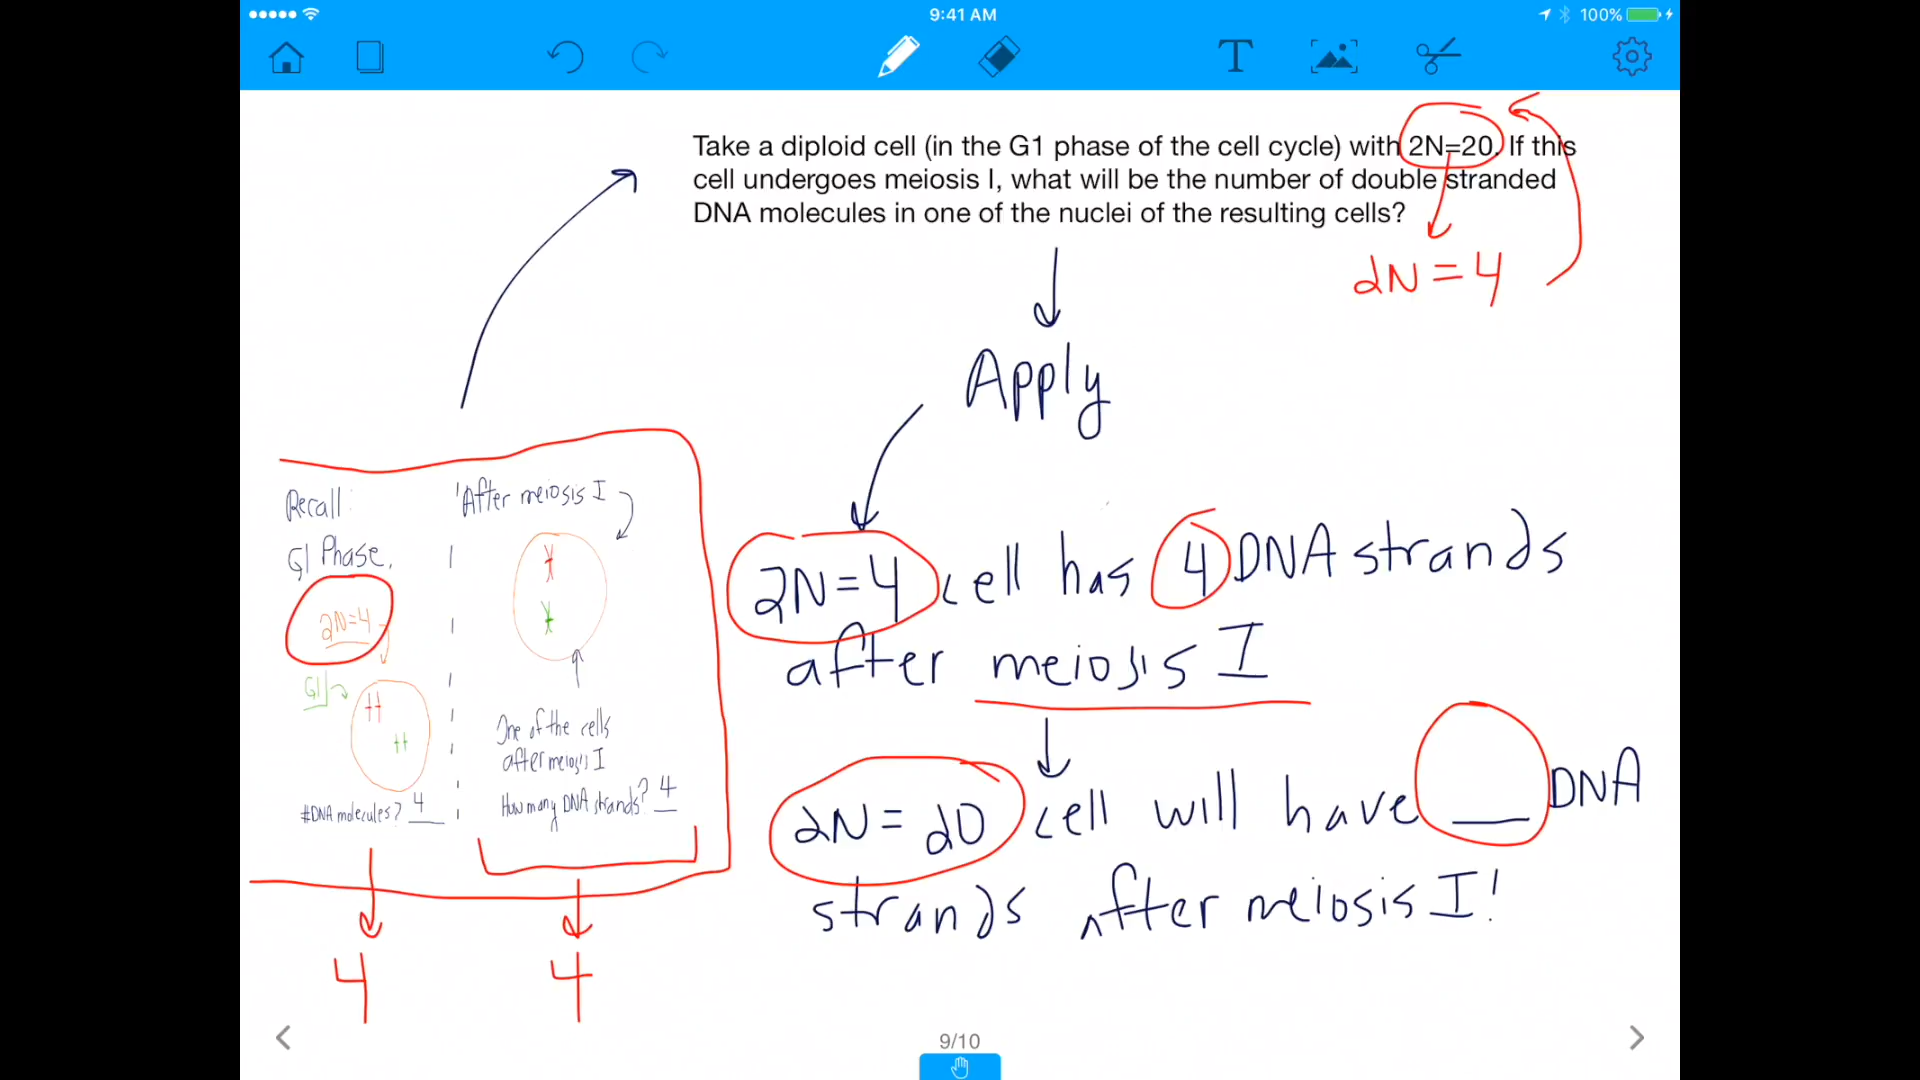 9:41 AM
100%
T
Take a diploid cell (in the G1 phase of the cell cycle) with 2N=20. If this
cell undergoes meiosis I, what will be the number of double stranded
DNA molecules in one of the nuclei of the resulting cells?
2N=4
Apply
Recall:
G1 Phase.
2N=4
G1
#DNA molecules? 4
After meiosis I
One of the cells
after meiosis I
How many DNA strands? 4
4
4
2N=4 cell has 4 DNA strands
after meiosis I
2N=20 cell will have __ DNA
strands after meiosis I!
9/10